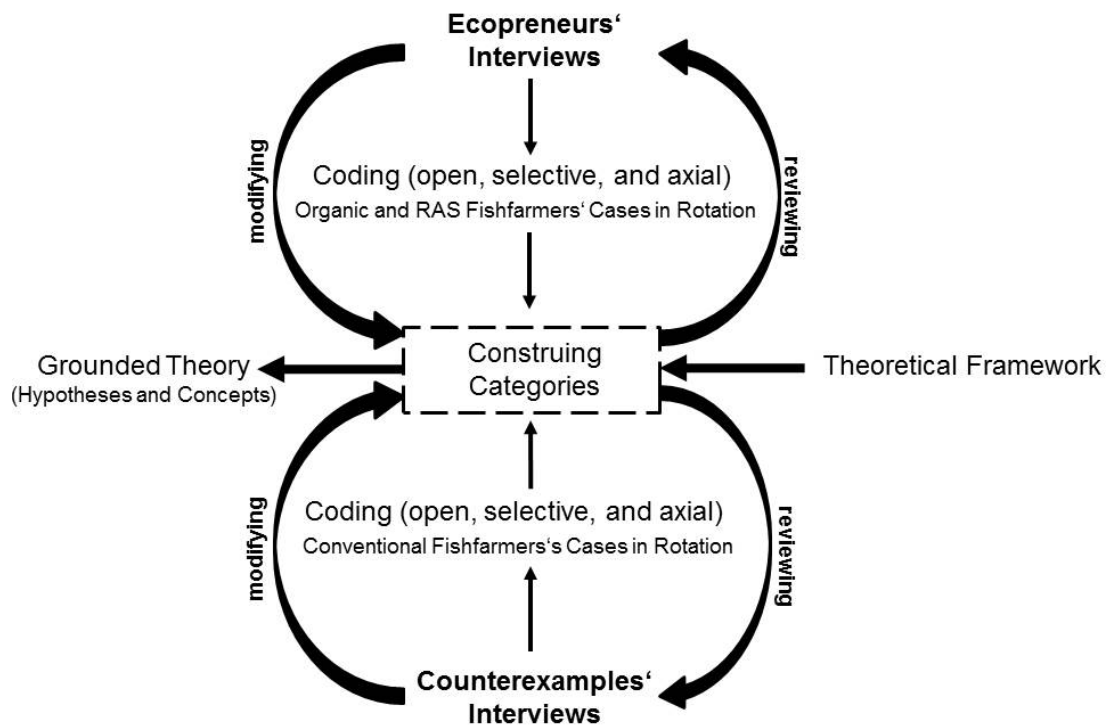 Ecopreneurs‘
Interviews
modifying
reviewing
Coding (open, selective, and axial)
Organic and RAS Fishfarmers‘ Cases in Rotation
Grounded Theory
(Hypotheses and Concepts)
Construing
Categories
Theoretical Framework
Coding (open, selective, and axial)
Conventional Fishfarmers‘s Cases in Rotation
modifying
reviewing
Counterexamples‘
Interviews